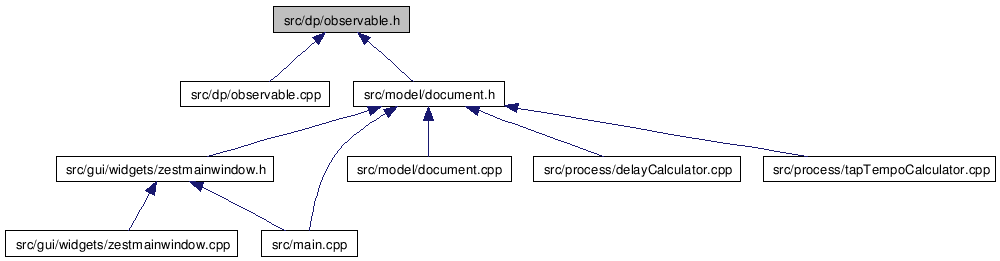 src/dp/observable.h
src/dp/observable.cpp
src/model/document.h
src/gui/widgets/zestmainwindow.h
src/model/document.cpp
src/process/delayCalculator.cpp
src/process/tapTempoCalculator.cpp
src/gui/widgets/zestmainwindow.cpp
src/main.cpp